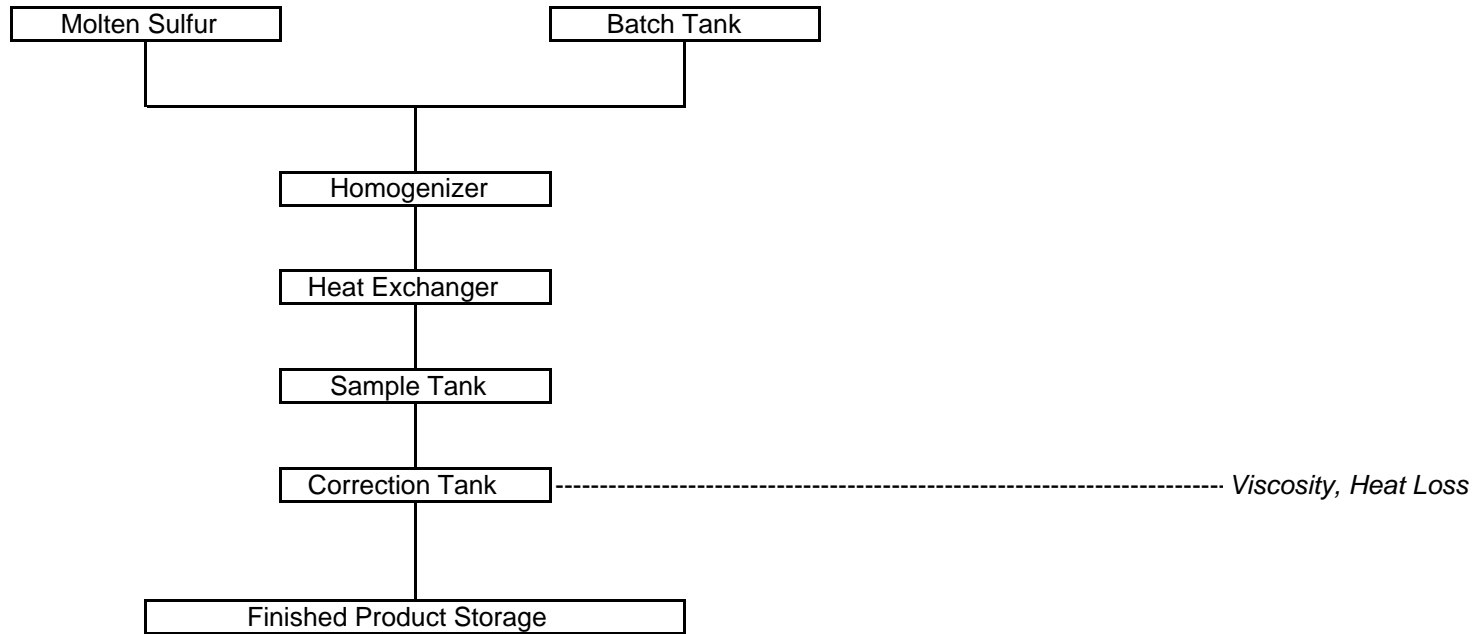 Molten Sulfur
Batch Tank
Homogenizer
Heat Exchanger
Sample Tank
Correction Tank
Viscosity, Heat Loss
Finished Product Storage